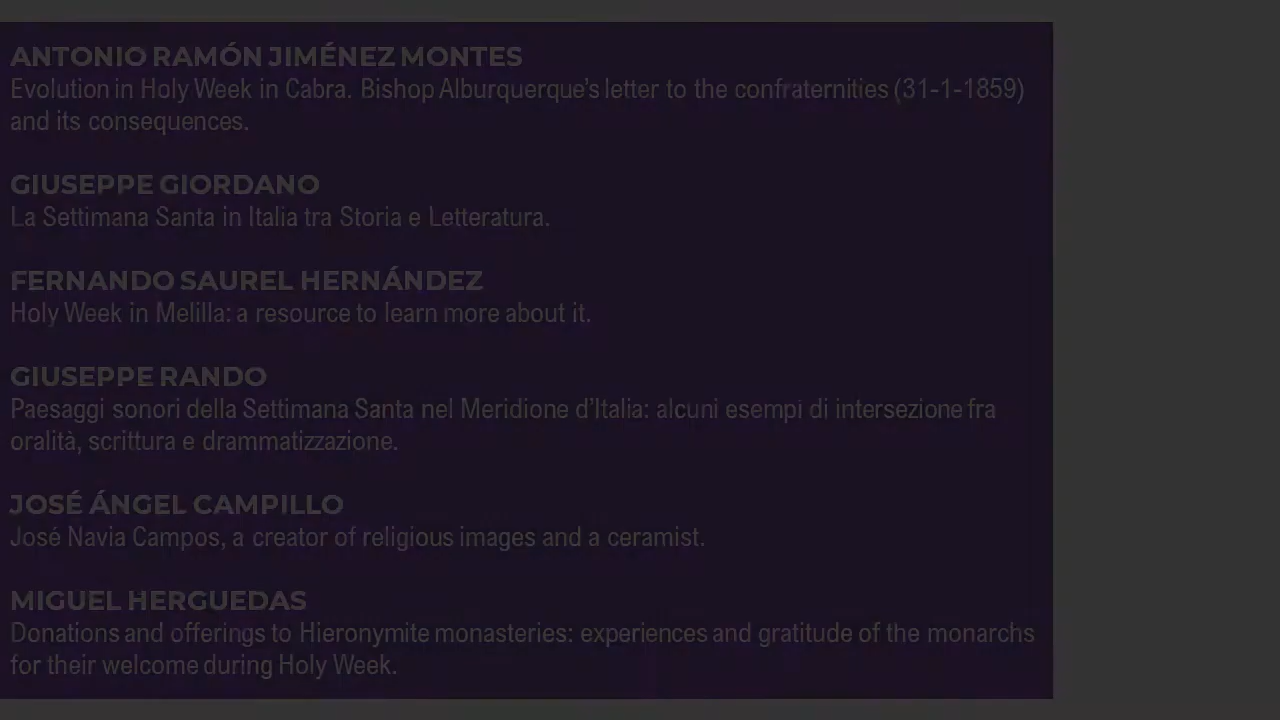 ANTONIO RAMÓN JIMÉNEZ MONTES
Evolution in Holy Week in Cabra. Bishop Alburquerque’s letter to the confraternities (31-1-1859)
and its consequences.
GIUSEPPE GIORDANO
La Settimana Santa in Italia tra Storia e Letteratura.
FERNANDO SAUREL HERNÁNDEZ
Holy Week in Melilla: a resource to learn more about it.
GIUSEPPE RANDO
Paesaggi sonori della Settimana Santa nel Meridione d’Italia: alcuni esempi di intersezione fra
oralità, scrittura e drammatizzazione.
JOSÉ ÁNGEL CAMPILLO
José Navia Campos, a creator of religious images and a ceramist.
MIGUEL HERGUEDAS
Donations and offerings to Hieronymite monasteries: experiences and gratitude of the monarchs
for their welcome during Holy Week.